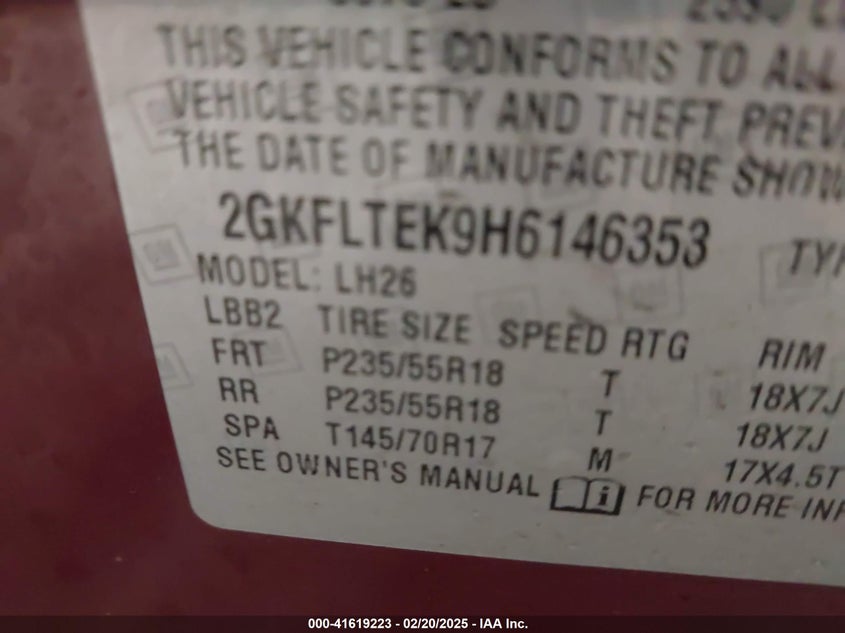 THIS VEHICLE CONFORMS TO ALL
VEHICLE SAFETY AND THEFT PREV
THE DATE OF MANUFACTURE SHOW
2GKFLTEK9H6146353 TYP
MODEL: LH26
LBB2 TIRE SIZE SPEED RTG RIM
FRT P235/55R18 T 18X7J
RR P235/55R18 T 18X7J
SPA T145/70R17 M 17X4.5T
SEE OWNER'S MANUAL i FOR MORE INF
000-41619223 - 02/20/2025 - IAA Inc.